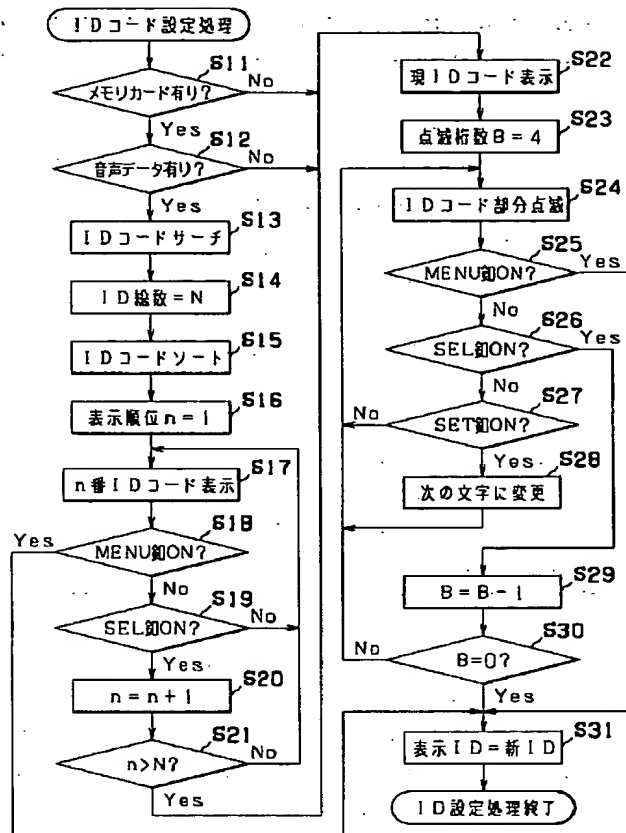 IDコード設定処理
S11
メモリカード有り?
No
Yes
S12
音声データ有り?
No
Yes
S13
IDコードサーチ
S14
ID総数=N
S15
IDコードソート
S16
表示順位n=1
S17
n番IDコード表示
S18
Yes
MENU釦ON?
No
S19
SEL釦ON?
No
Yes
S20
n=n+1
S21
n>N?
No
Yes
S22
現IDコード表示
S23
点滅桁数B=4
S24
IDコード部分点滅
S25
MENU釦ON?
Yes
No
S26
SEL釦ON?
Yes
No
S27
No
SET釦ON?
Yes
S28
次の文字に変更
S29
B=B-1
S30
No
B=0?
Yes
S31
表示ID=新ID
ID設定処理終了